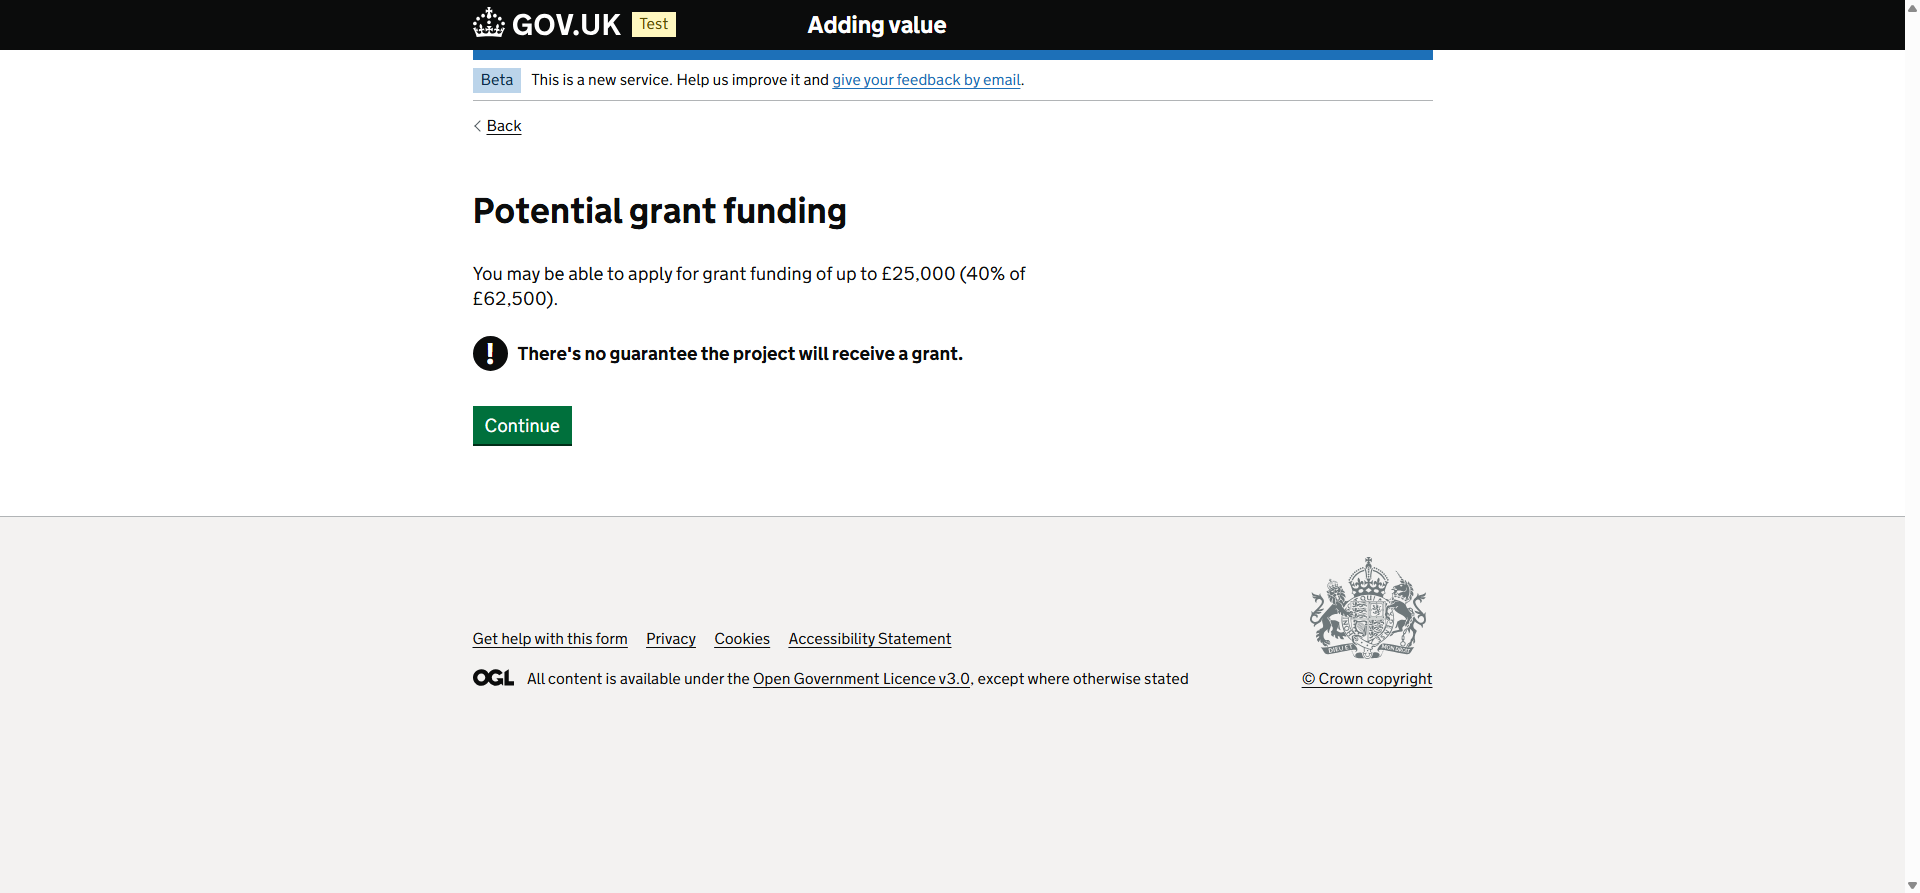 GOV.UK Test Adding value
Beta This is a new service. Help us improve it and give your feedback by email.
Back
Potential grant funding
You may be able to apply for grant funding of up to £25,000 (40% of
£62,500).
! There's no guarantee the project will receive a grant.
Continue
Get help with this form Privacy Cookies Accessibility Statement
OGL All content is available under the Open Government Licence v3.0, except where otherwise stated
© Crown copyright